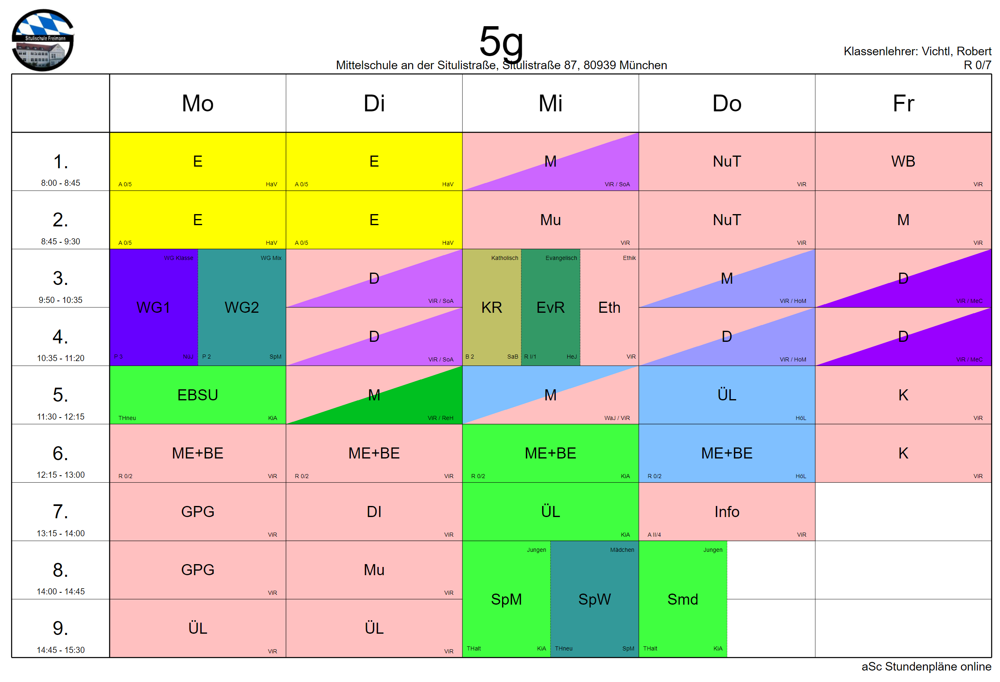 Situlischule Freimann
5g
Klassenlehrer: Vichtl, Robert
Mittelschule an der Situlistraße, Situlistraße 87, 80939 München
R 0/7
Mo Di Mi Do Fr
1.
8:00 - 8:45
E
A 0/5 HaV
E
A 0/5 HaV
M
ViR / SoA
NuT
ViR
WB
ViR
2.
8:45 - 9:30
E
A 0/5 HaV
E
A 0/5 HaV
Mu
ViR
NuT
ViR
M
ViR
3.
9:50 - 10:35
WG Klasse
WG1
P 3 NüJ
WG Mix
WG2
P 2 SpM
D
ViR / SoA
Katholisch
KR
B 2 SaB
Evangelisch
EvR
R I/1 HeJ
Ethik
Eth
ViR
M
ViR / HoM
D
ViR / MeC
4.
10:35 - 11:20
D
ViR / SoA
D
ViR / HoM
D
ViR / MeC
5.
11:30 - 12:15
EBSU
THneu KiA
M
ViR / ReH
M
WaJ / ViR
ÜL
HöL
K
ViR
6.
12:15 - 13:00
ME+BE
R 0/2 ViR
ME+BE
R 0/2 ViR
ME+BE
R 0/2 KiA
ME+BE
R 0/2 HöL
K
ViR
7.
13:15 - 14:00
GPG
ViR
DI
ViR
ÜL
KiA
Info
A II/4 ViR
8.
14:00 - 14:45
GPG
ViR
Mu
ViR
Jungen
SpM
THalt KiA
Mädchen
SpW
THneu SpM
Jungen
Smd
THalt KiA
9.
14:45 - 15:30
ÜL
ViR
ÜL
ViR
aSc Stundenpläne online